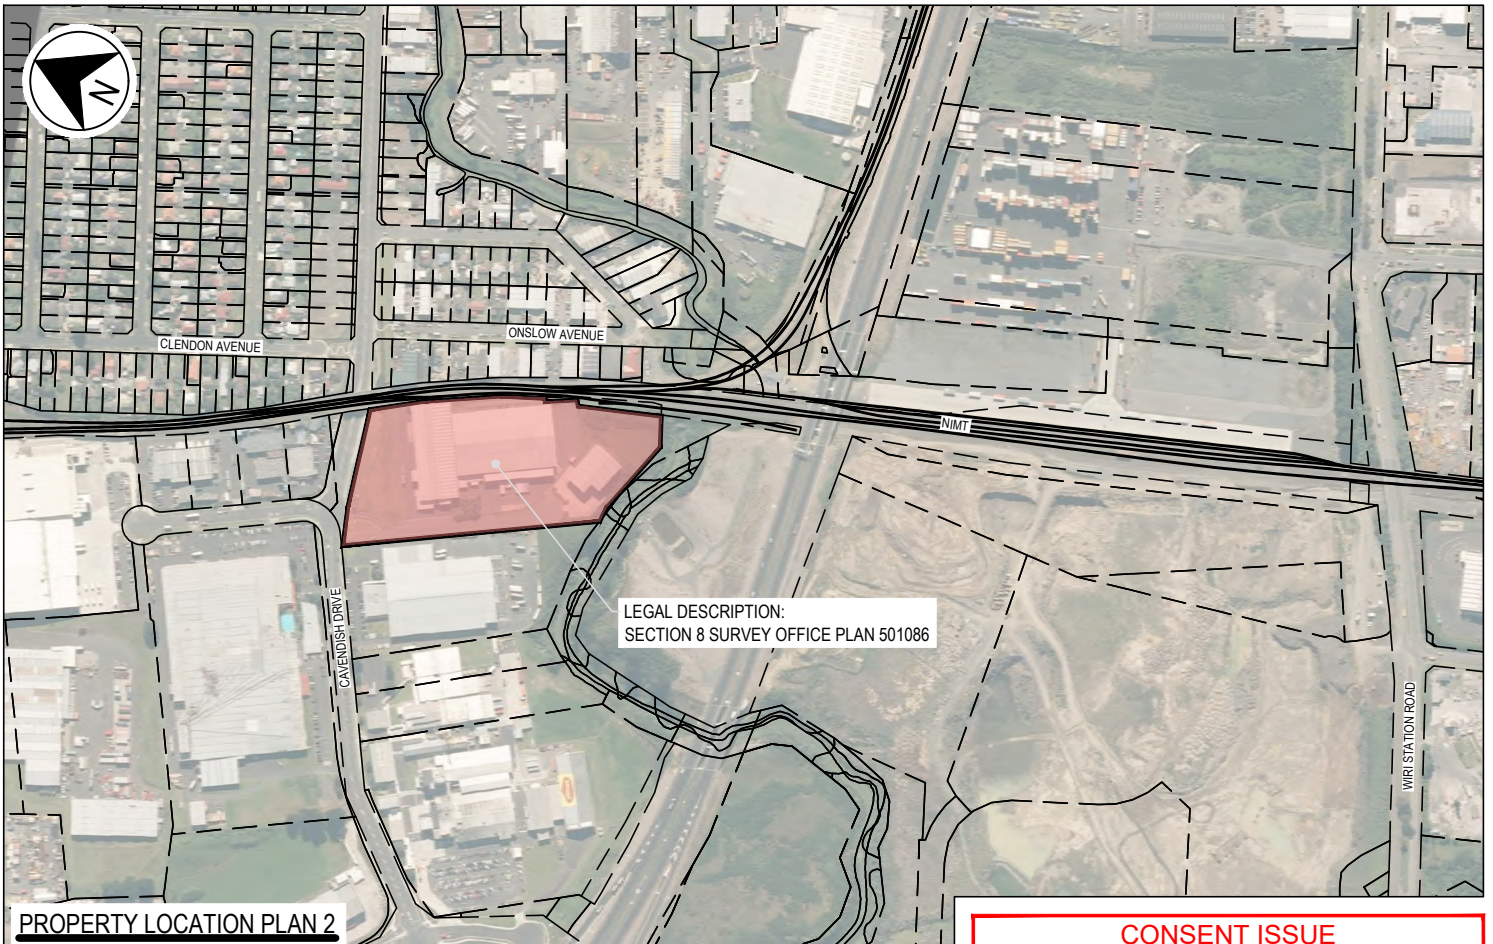 N
CLENDON AVENUE
ONSLOW AVENUE
NIMT
LEGAL DESCRIPTION:
SECTION 8 SURVEY OFFICE PLAN 501086
CAVENDISH DRIVE
WIRI STATION ROAD
PROPERTY LOCATION PLAN 2
CONSENT ISSUE